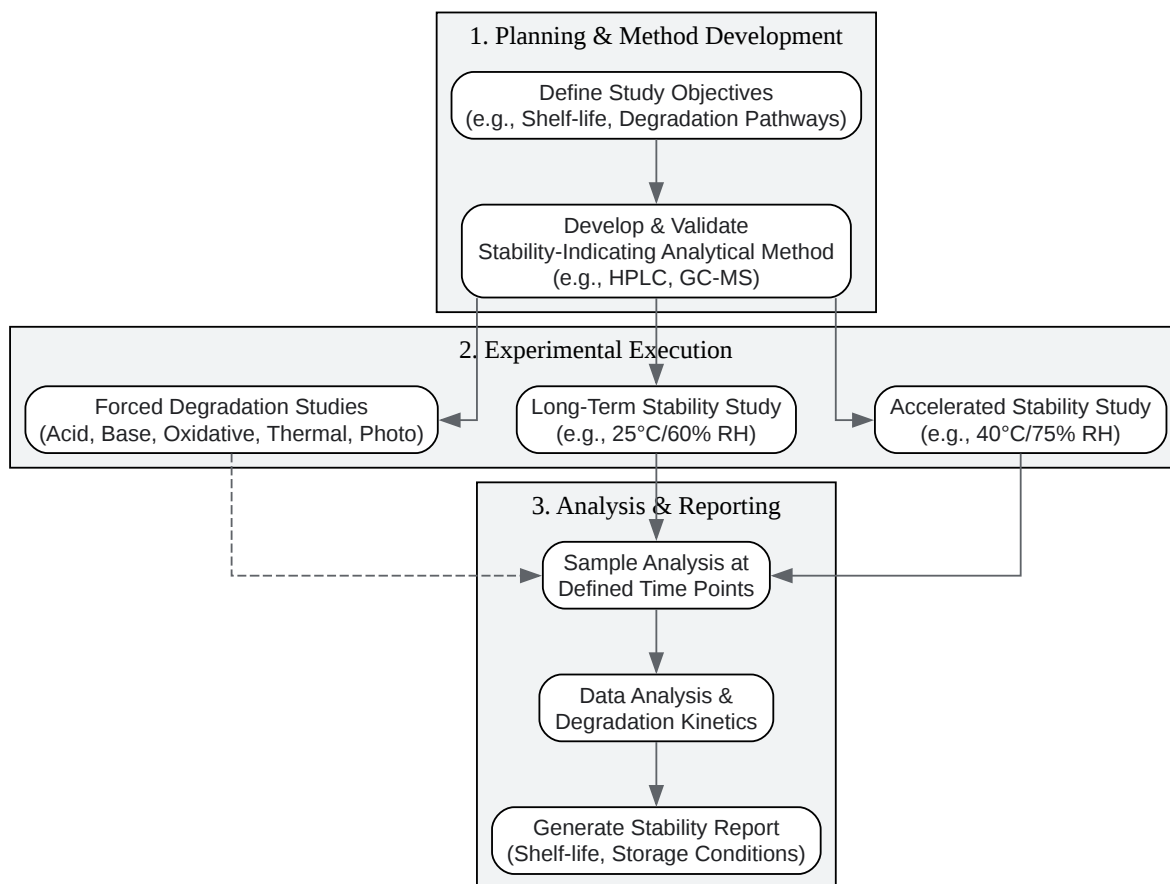 1. Planning & Method Development
Define Study Objectives
(e.g., Shelf-life, Degradation Pathways)
Develop & Validate
Stability-Indicating Analytical Method
(e.g., HPLC, GC-MS)
2. Experimental Execution
Forced Degradation Studies
(Acid, Base, Oxidative, Thermal, Photo)
Long-Term Stability Study
(e.g., 25°C/60% RH)
Accelerated Stability Study
(e.g., 40°C/75% RH)
3. Analysis & Reporting
Sample Analysis at
Defined Time Points
Data Analysis &
Degradation Kinetics
Generate Stability Report
(Shelf-life, Storage Conditions)